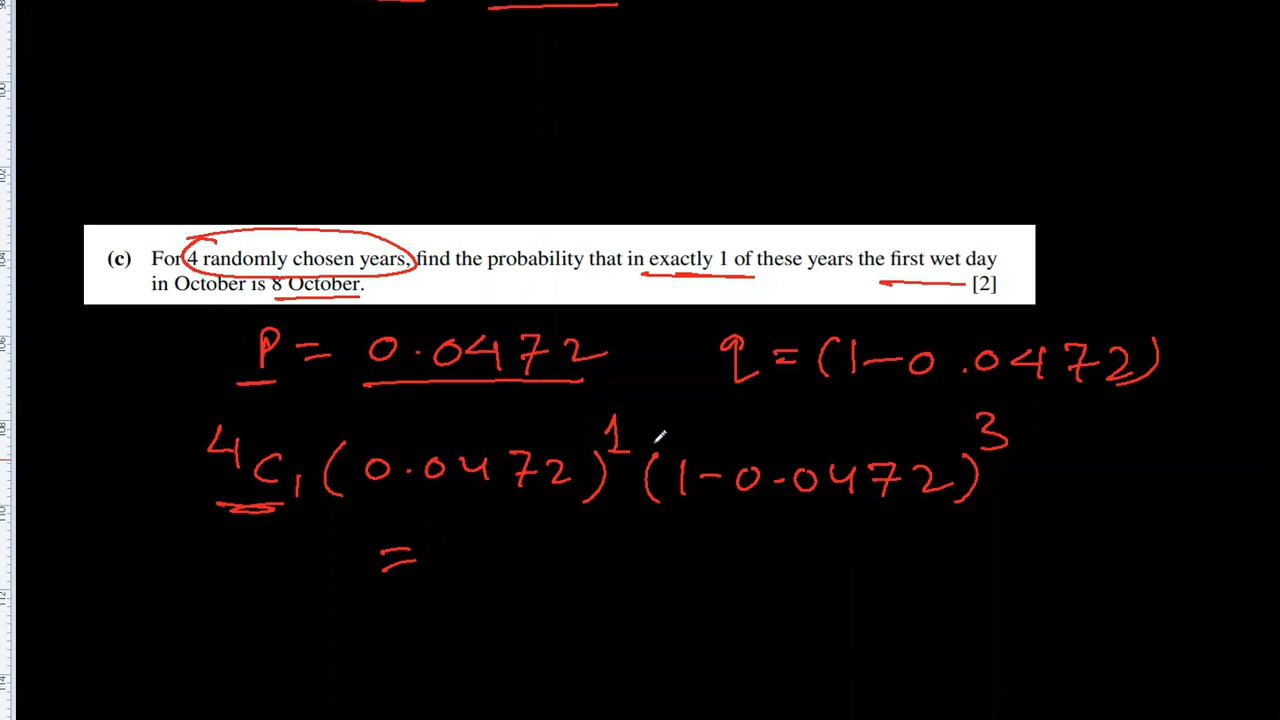 (c) For 4 randomly chosen years, find the probability that in exactly 1 of these years the first wet day
in October is 8 October. [2]
P = 0.0472 q = (1-0.0472)
4C1 (0.0472)^1 (1-0.0472)^3
=